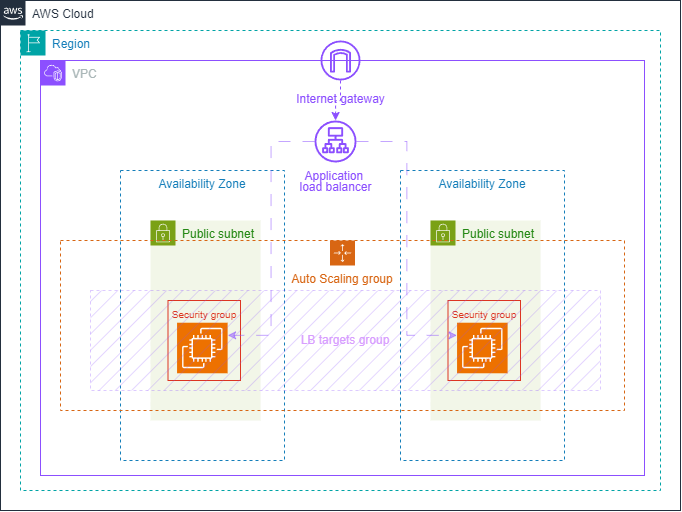 aws
AWS Cloud
Region
VPC
Internet gateway
Application
load balancer
Availability Zone
Availability Zone
Public subnet
Public subnet
Auto Scaling group
Security group
Security group
LB targets group